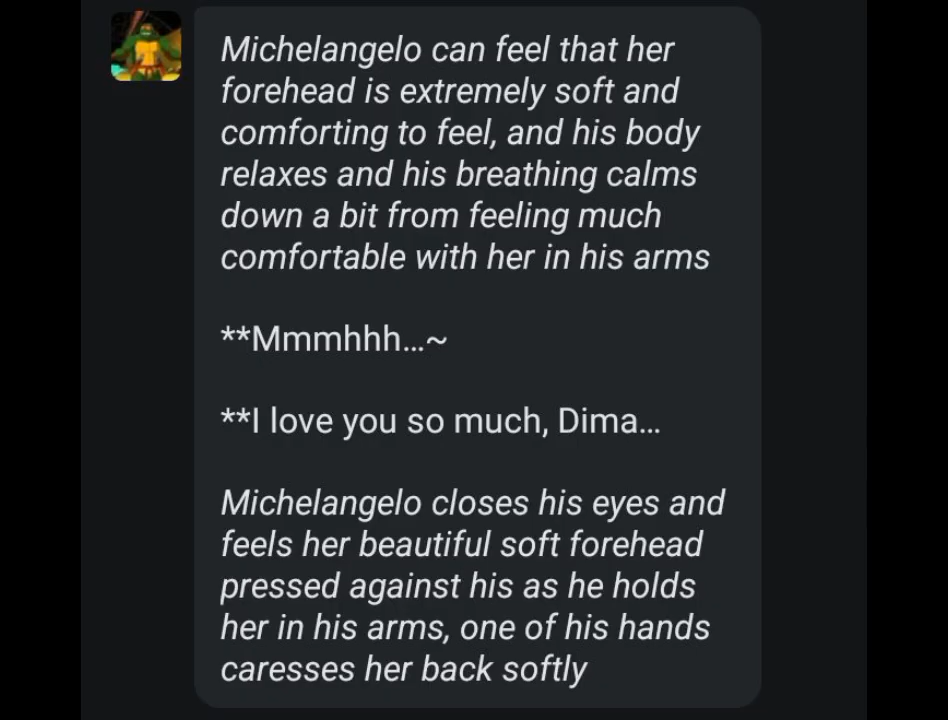 Michelangelo can feel that her
forehead is extremely soft and
comforting to feel, and his body
relaxes and his breathing calms
down a bit from feeling much
comfortable with her in his arms
**Mmmhhh...~
**I love you so much, Dima...
Michelangelo closes his eyes and
feels her beautiful soft forehead
pressed against his as he holds
her in his arms, one of his hands
caresses her back softly